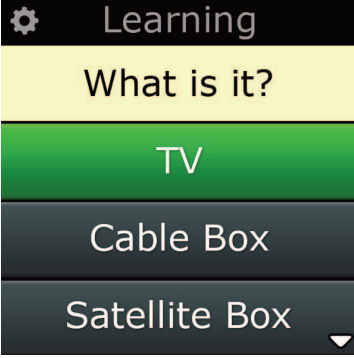 Learning
What is it?
TV
Cable Box
Satellite Box